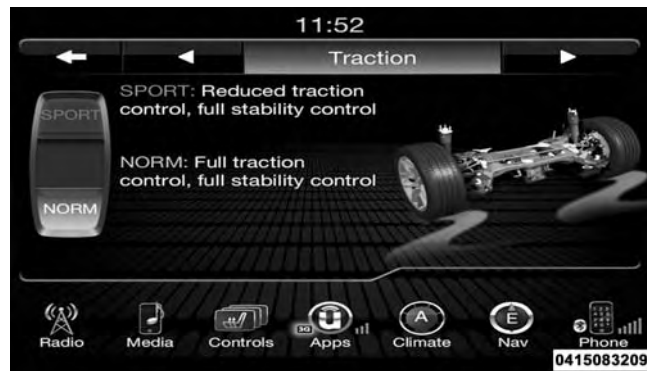 11:52
Traction
SPORT: Reduced traction
control, full stability control
SPORT
NORM: Full traction
control, full stability control
NORM
A
E
3G
Radio
Media
Controls
Apps
Climate
Nav
Phone
0415083209